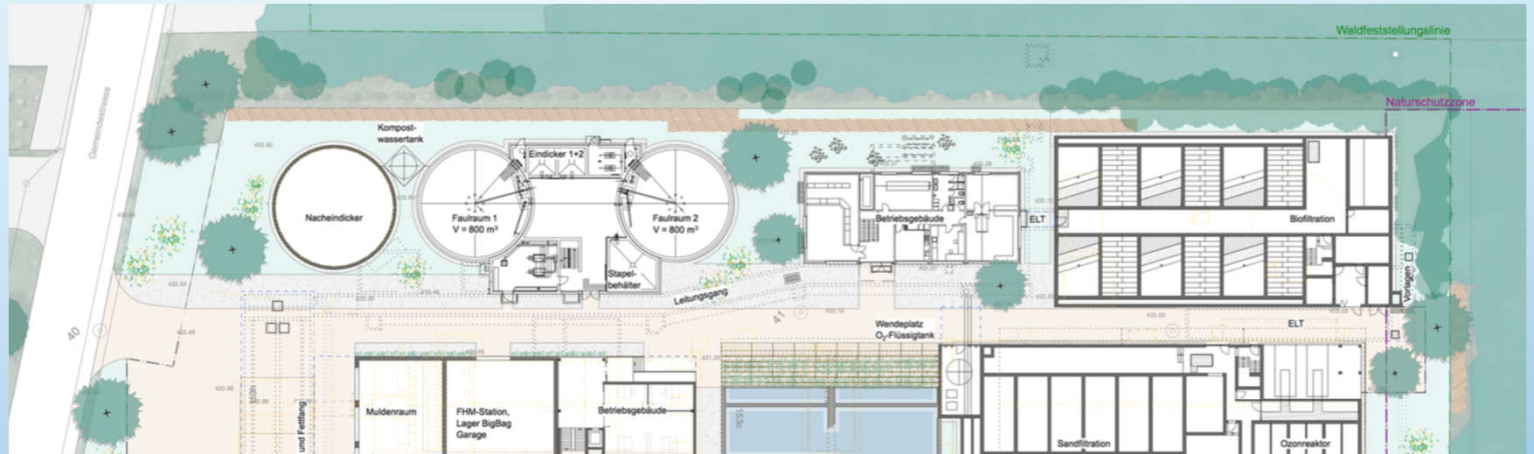 Waldfeststellungslinie
Naturschutzzone
Gemeindestrasse
Kompost-
wassertank
Eindicker 1+2
Nacheindicker
Faulraum 1
V = 800 m³
Faulraum 2
V = 800 m³
Betriebsgebäude
ELT
Biofiltration
Stapel-
behälter
Leitungsgang
Vorlagen
40
41
Wendeplatz
O₂-Flüssigtank
ELT
Muldenraum
FHM-Station,
Lager BigBag
Garage
Betriebsgebäude
und Fettfang
Sandfiltration
Ozonreaktor